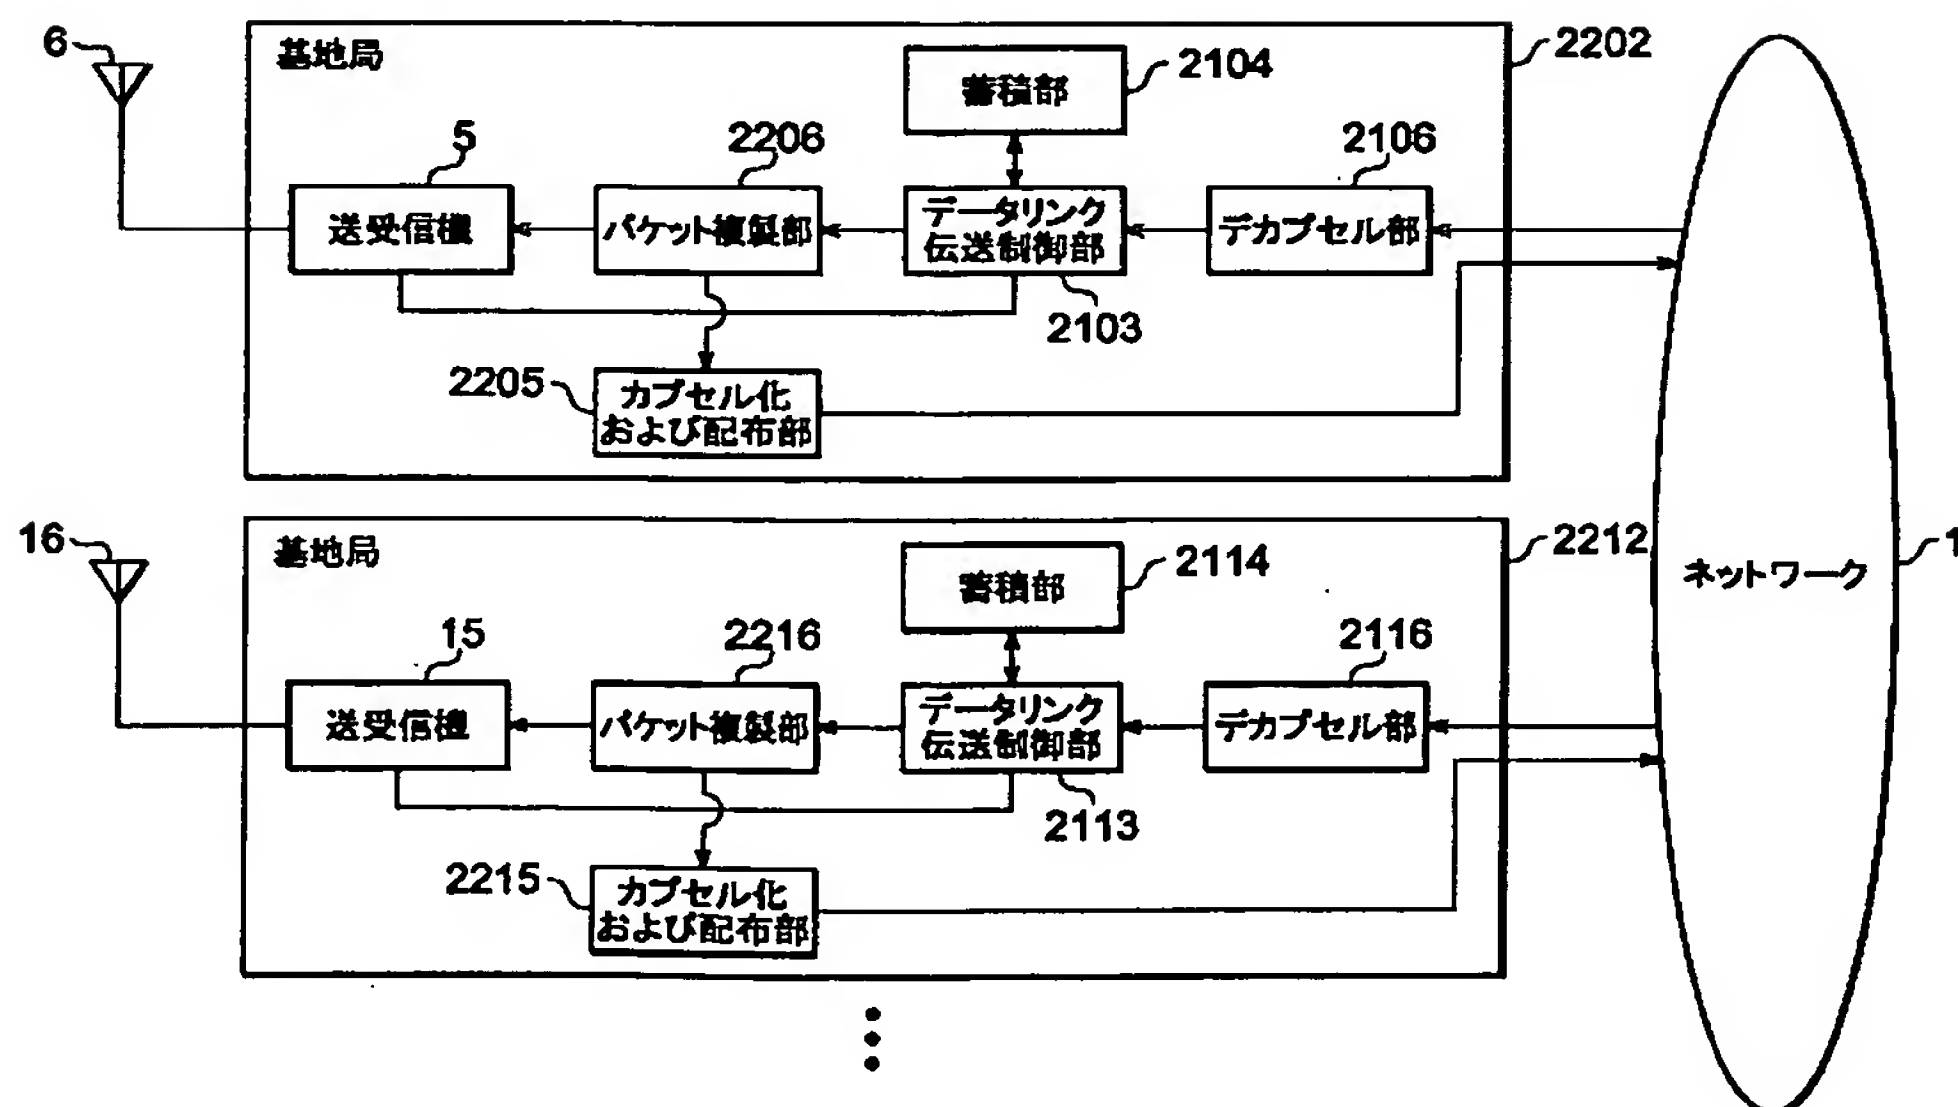 6
基地局
2202
蓄積部
2104
5
2206
2106
送受信機
パケット複製部
データリンク
伝送制御部
デカプセル部
2103
2205
カプセル化
および配布部
16
基地局
2212
蓄積部
2114
ネットワーク
1
15
2216
2116
送受信機
パケット複製部
データリンク
伝送制御部
デカプセル部
2113
2215
カプセル化
および配布部